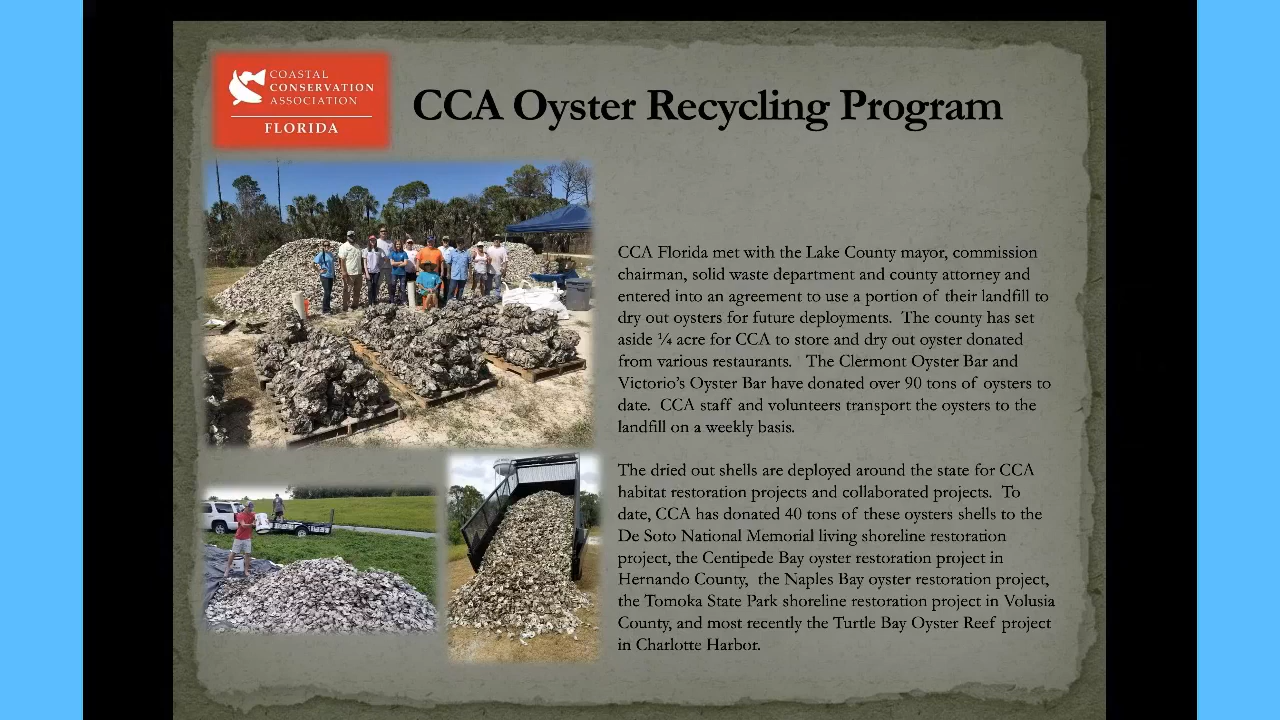 COASTAL
CONSERVATION
ASSOCIATION
FLORIDA
CCA Oyster Recycling Program
CCA Florida met with the Lake County mayor, commission
chairman, solid waste department and county attorney and
entered into an agreement to use a portion of their landfill to
dry out oysters for future deployments. The county has set
aside ¼ acre for CCA to store and dry out oyster donated
from various restaurants. The Clermont Oyster Bar and
Victorio's Oyster Bar have donated over 90 tons of oysters to
date. CCA staff and volunteers transport the oysters to the
landfill on a weekly basis.
The dried out shells are deployed around the state for CCA
habitat restoration projects and collaborated projects. To
date, CCA has donated 40 tons of these oysters shells to the
De Soto National Memorial living shoreline restoration
project, the Centipede Bay oyster restoration project in
Hernando County, the Naples Bay oyster restoration project,
the Tomoka State Park shoreline restoration project in Volusia
County, and most recently the Turtle Bay Oyster Reef project
in Charlotte Harbor.